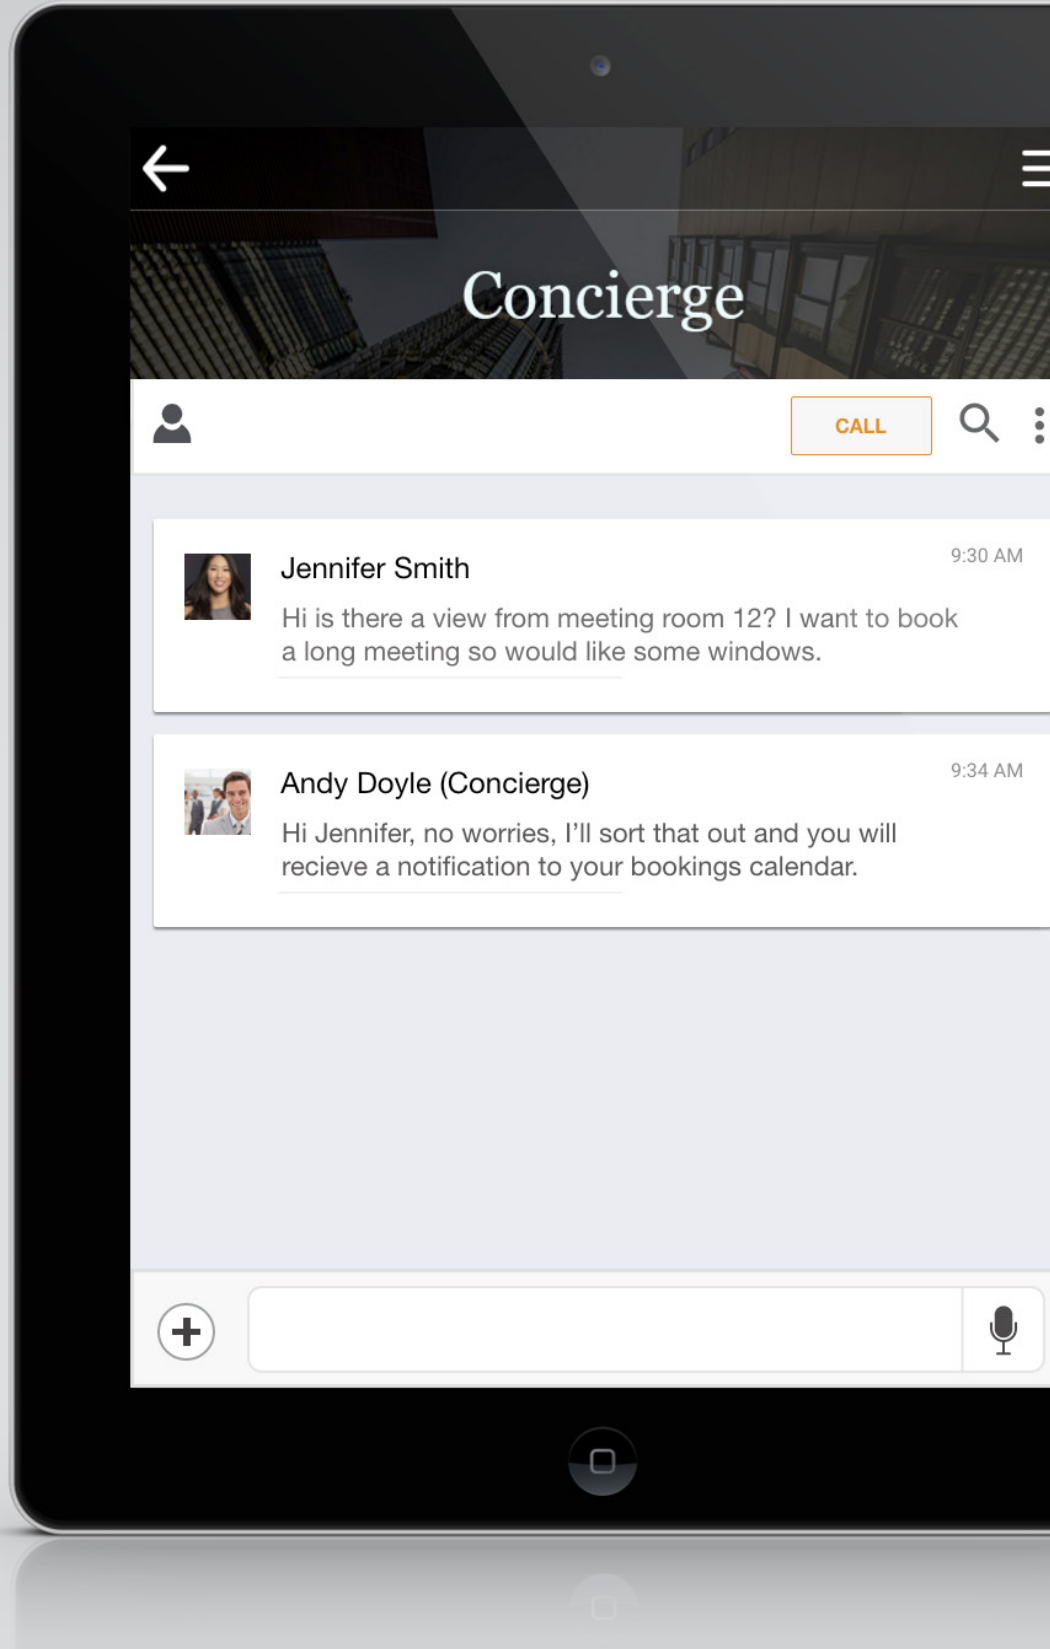 Concierge
CALL
Jennifer Smith
9:30 AM
Hi is there a view from meeting room 12? I want to book
a long meeting so would like some windows.
Andy Doyle (Concierge)
9:34 AM
Hi Jennifer, no worries, I’ll sort that out and you will
recieve a notification to your bookings calendar.